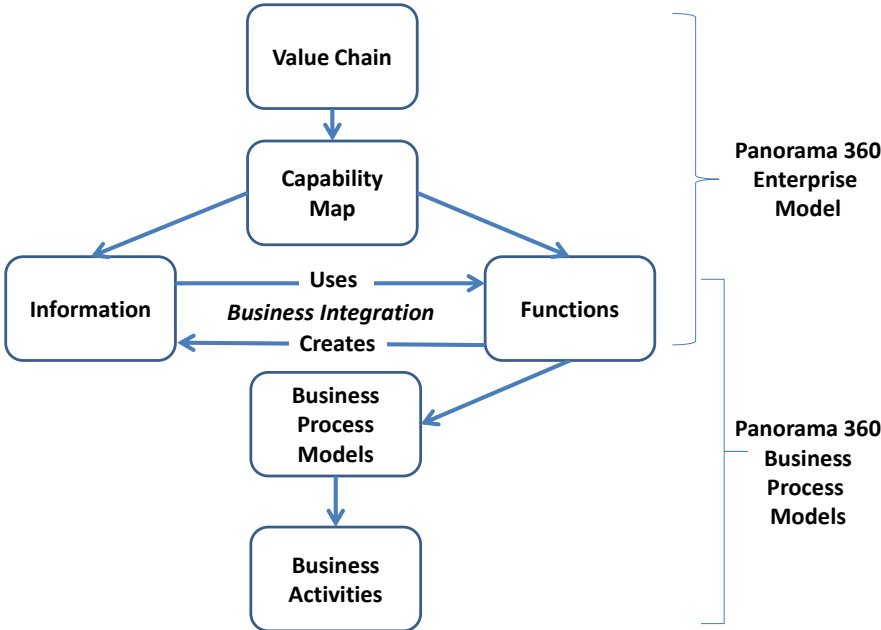 Value Chain
Capability
Map
Panorama 360
Enterprise
Model
Information
Uses
Business Integration
Creates
Functions
Business
Process
Models
Panorama 360
Business
Process
Models
Business
Activities